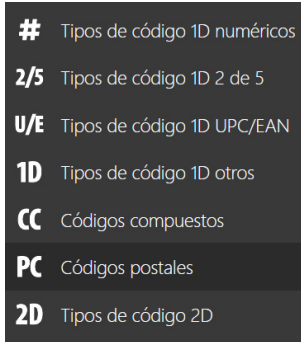 # Tipos de código 1D numéricos
2/5 Tipos de código 1D 2 de 5
U/E Tipos de código 1D UPC/EAN
1D Tipos de código 1D otros
CC Códigos compuestos
PC Códigos postales
2D Tipos de código 2D